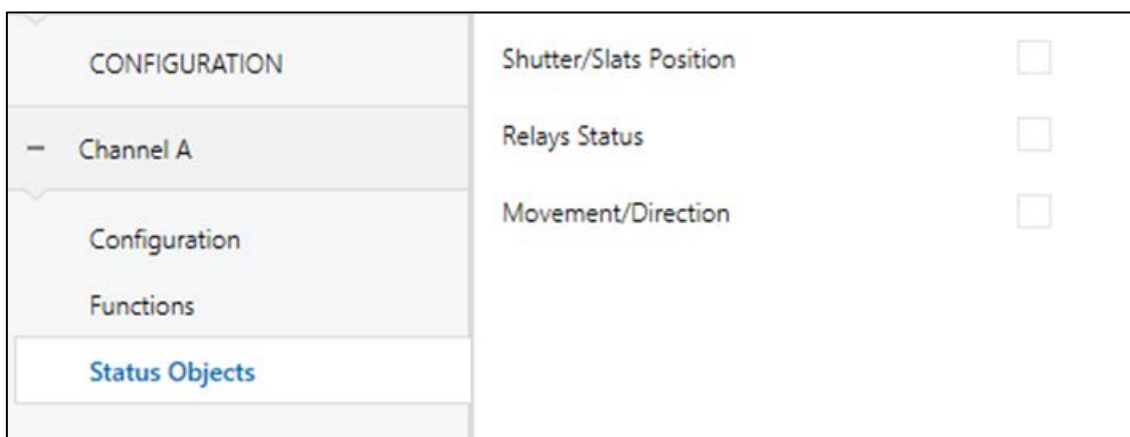 CONFIGURATION
Channel A
Configuration
Functions
Status Objects
Shutter/Slats Position
Relays Status
Movement/Direction